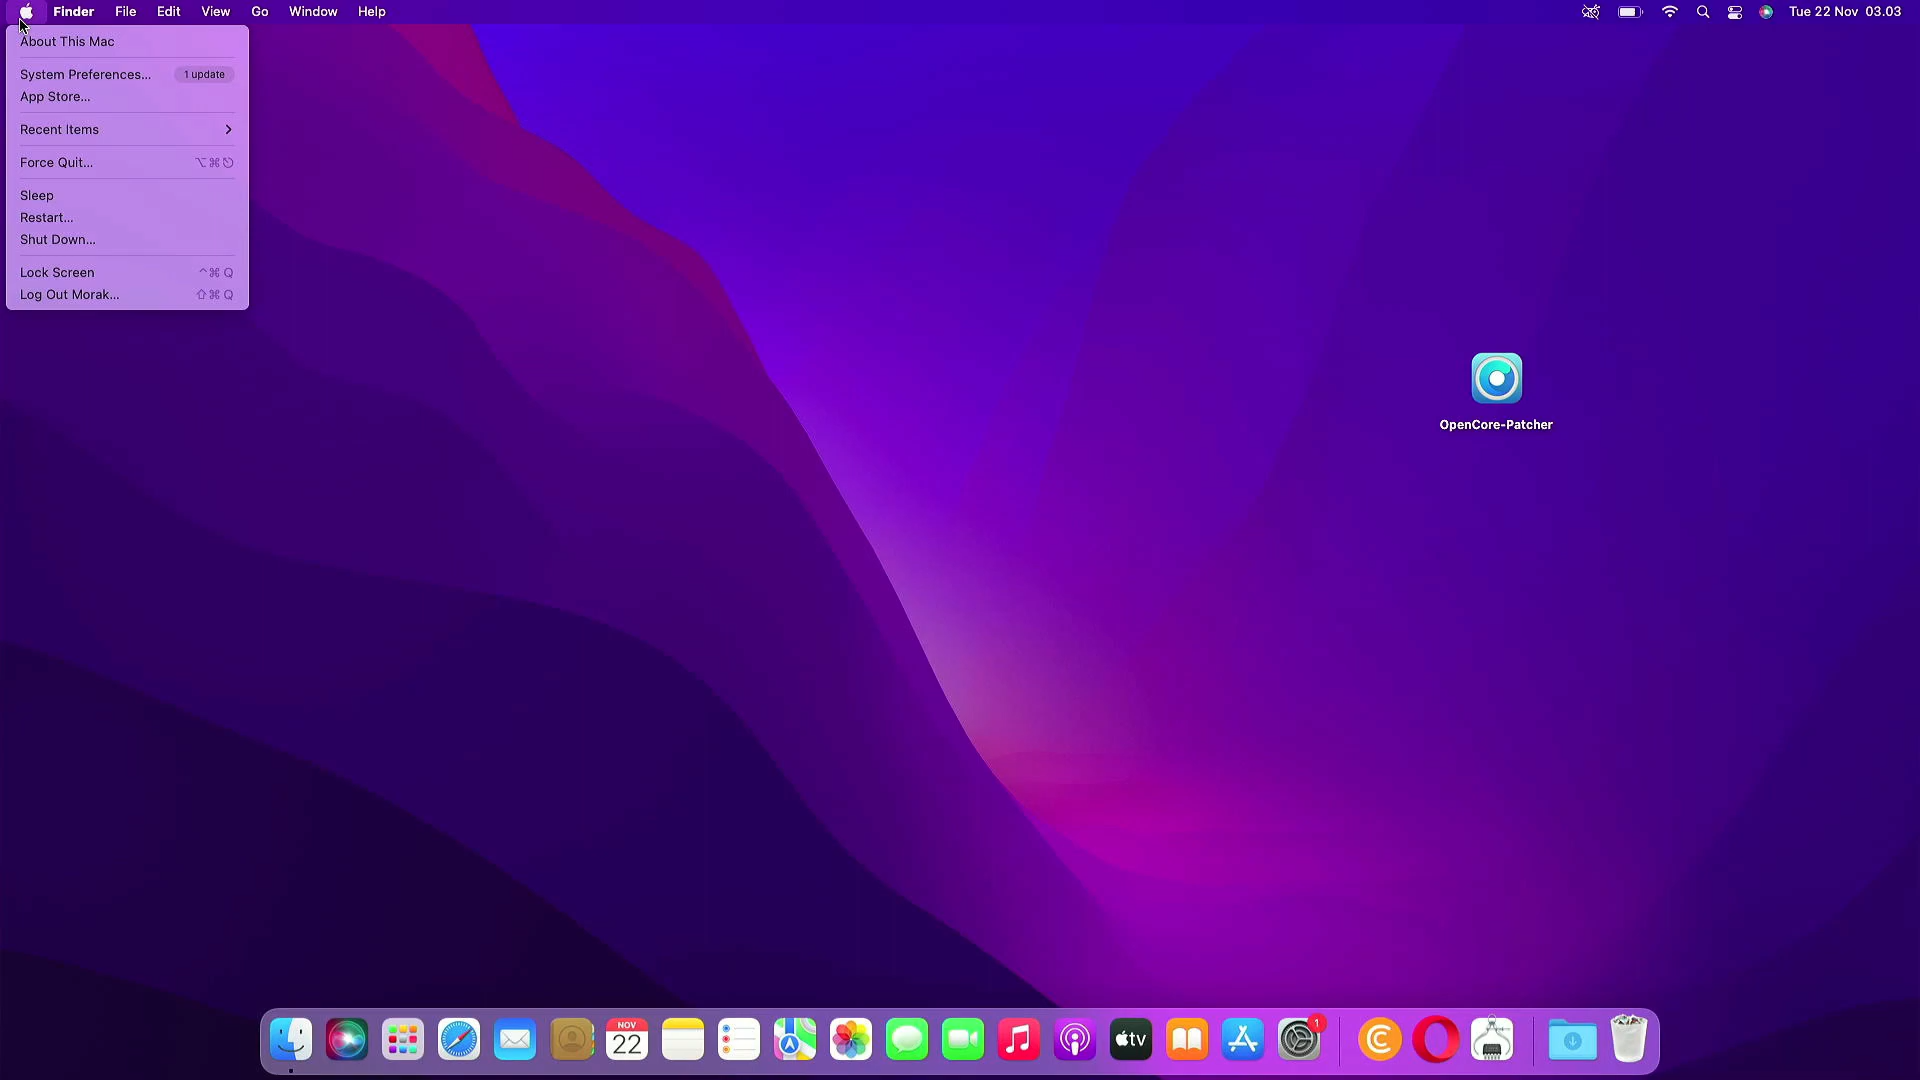 Finder File Edit View Go Window Help Tue 22 Nov 03.03
About This Mac
System Preferences... 1 update
App Store...
Recent Items
Force Quit... ⌥⌘⎋
Sleep
Restart...
Shut Down...
Lock Screen ^⌘Q
Log Out Morak... ⇧⌘Q
OpenCore-Patcher
NOV
22
tv
1